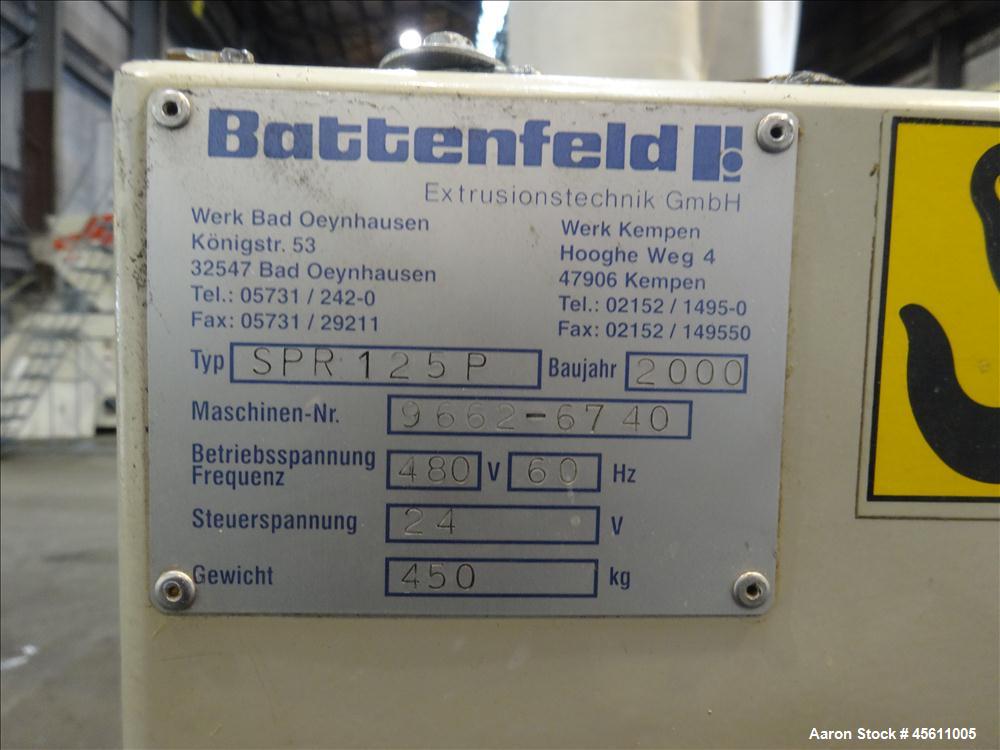 Battenfeld
Extrusionstechnik GmbH
Werk Bad Oeynhausen
Königstr. 53
32547 Bad Oeynhausen
Tel.: 05731 / 242-0
Fax: 05731 / 29211
Werk Kempen
Hooghe Weg 4
47906 Kempen
Tel.: 02152 / 1495-0
Fax: 02152 / 149550
Typ SPR 125 P Baujahr 2000
Maschinen-Nr. 9662-6740
Betriebsspannung
Frequenz 480 V 60 Hz
Steuerspannung 24 V
Gewicht 450 kg
Aaron Stock # 45611005